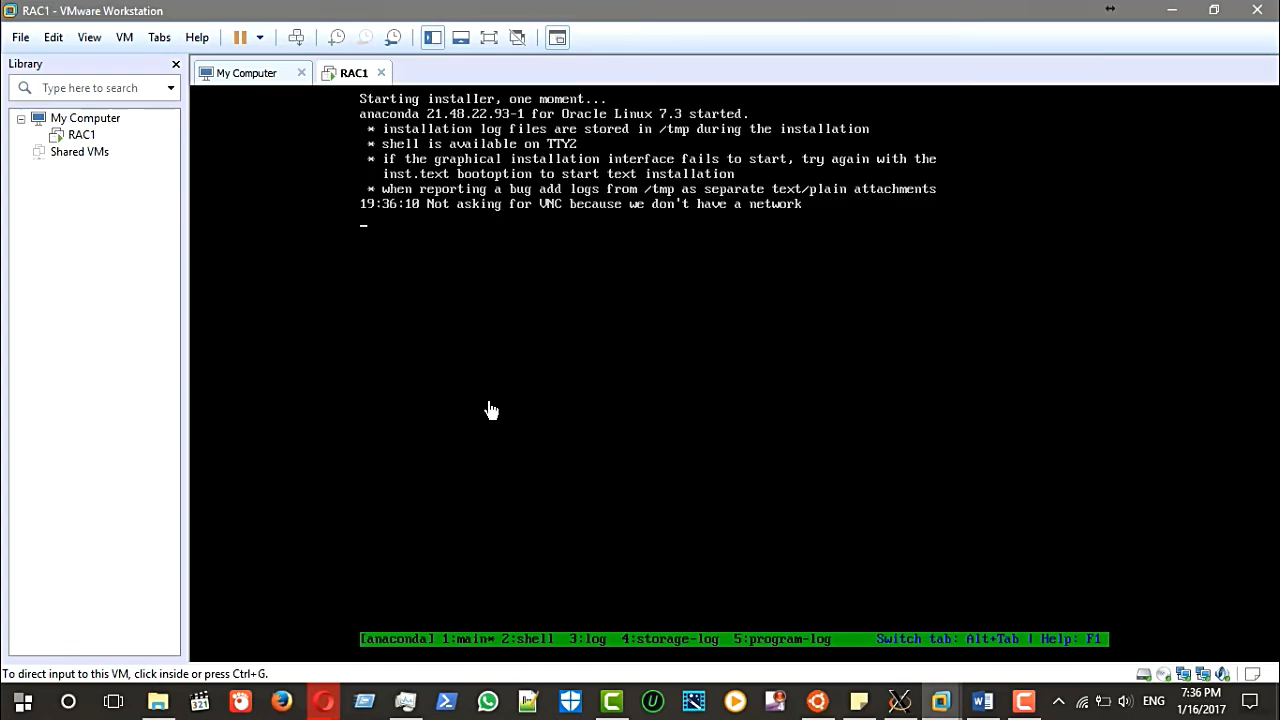 RAC1 - VMware Workstation
File Edit View VM Tabs Help
Library
Type here to search
My Computer
RAC1
Shared VMs
My Computer
RAC1
Starting installer, one moment...
anaconda 21.48.22.93-1 for Oracle Linux 7.3 started.
* installation log files are stored in /tmp during the installation
* shell is available on TTY2
* if the graphical installation interface fails to start, try again with the
inst.text bootoption to start text installation
* when reporting a bug add logs from /tmp as separate text/plain attachments
19:36:10 Not asking for VNC because we don't have a network
[anaconda] 1:main* 2:shell 3:log 4:storage-log 5:program-log Switch tab: Alt+Tab | Help: F1
To direct input to this VM, click inside or press Ctrl+G.
321
ENG
7:36 PM
1/16/2017